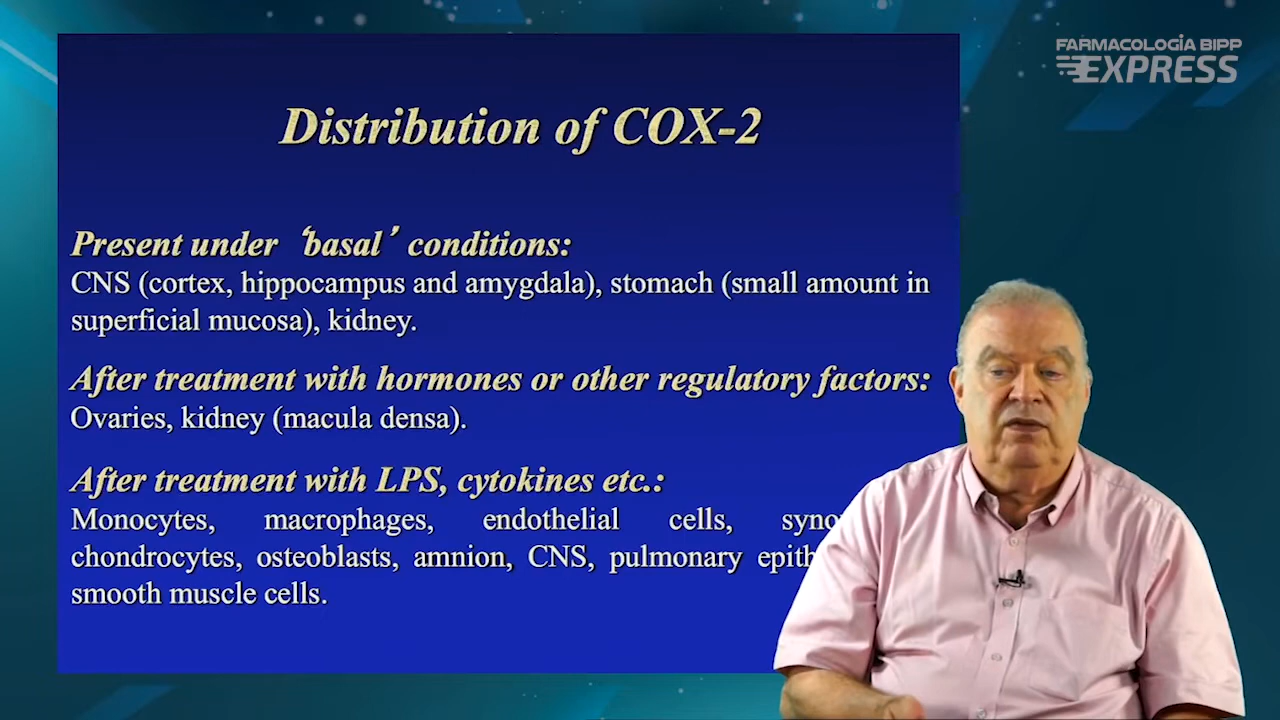 FARMACOLOGÍA BIPP
EXPRESS
Distribution of COX-2
Present under ‘basal’ conditions:
CNS (cortex, hippocampus and amygdala), stomach (small amount in
superficial mucosa), kidney.
After treatment with hormones or other regulatory factors:
Ovaries, kidney (macula densa).
After treatment with LPS, cytokines etc.:
Monocytes, macrophages, endothelial cells,
chondrocytes, osteoblasts, amnion, CNS, pulmonary
smooth muscle cells.